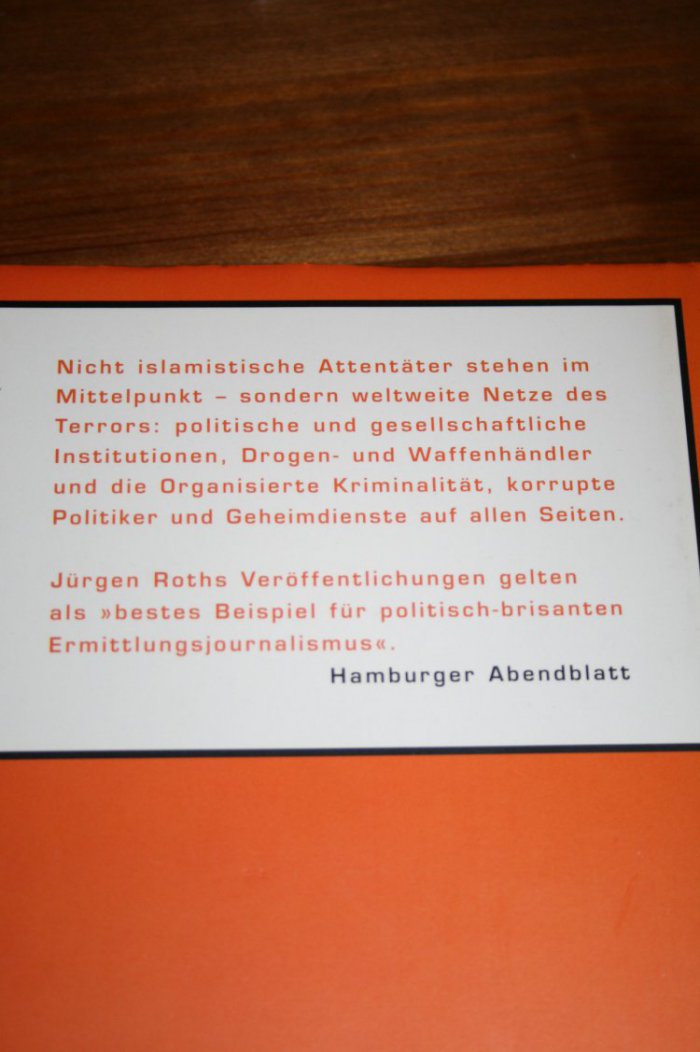 Nicht islamistische Attentäter stehen im
Mittelpunkt – sondern weltweite Netze des
Terrors: politische und gesellschaftliche
Institutionen, Drogen- und Waffenhändler
und die Organisierte Kriminalität, korrupte
Politiker und Geheimdienste auf allen Seiten.
Jürgen Roths Veröffentlichungen gelten
als »bestes Beispiel für politisch-brisanten
Ermittlungsjournalismus«.
Hamburger Abendblatt